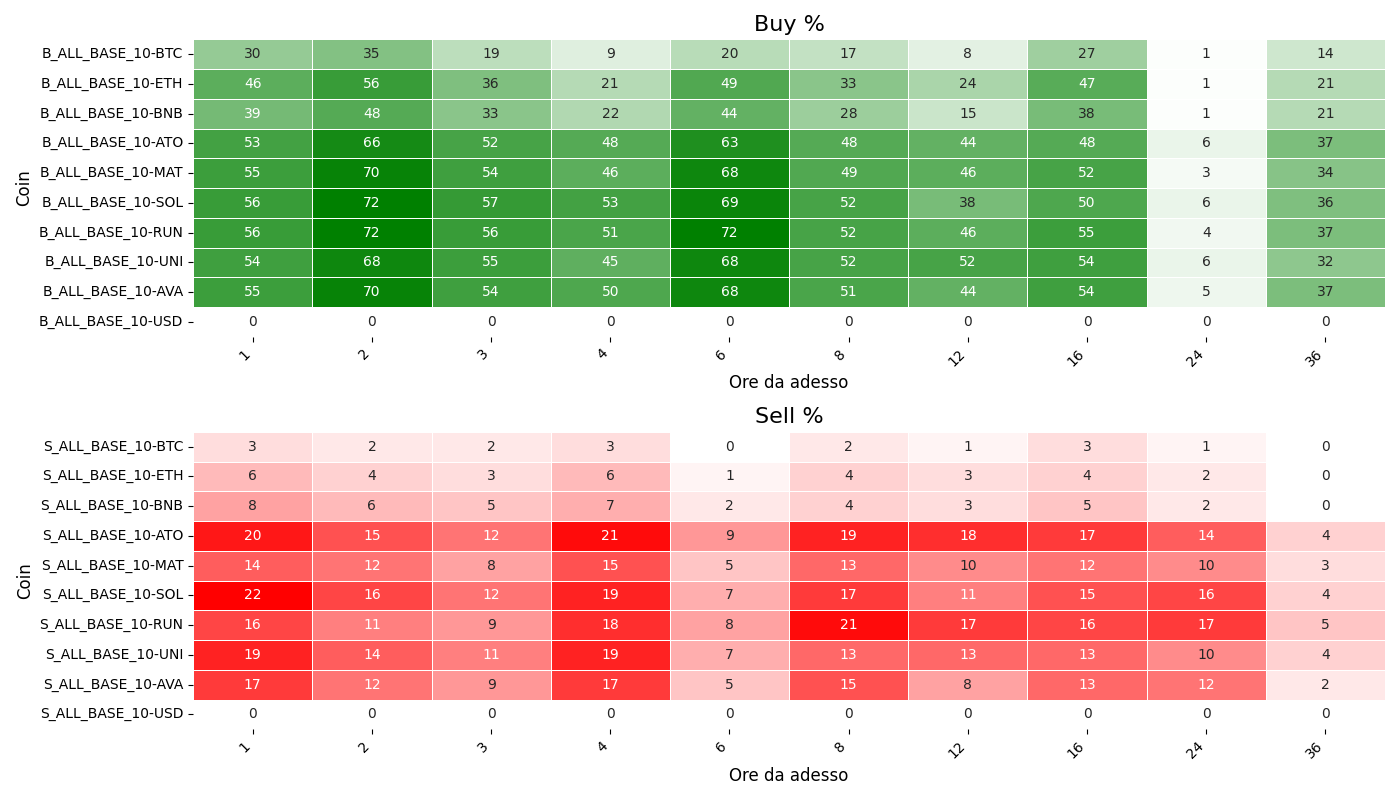 Buy %
Coin
B_ALL_BASE_10-BTC 30 35 19 9 20 17 8 27 1 14
B_ALL_BASE_10-ETH 46 56 36 21 49 33 24 47 1 21
B_ALL_BASE_10-BNB 39 48 33 22 44 28 15 38 1 21
B_ALL_BASE_10-ATO 53 66 52 48 63 48 44 48 6 37
B_ALL_BASE_10-MAT 55 70 54 46 68 49 46 52 3 34
B_ALL_BASE_10-SOL 56 72 57 53 69 52 38 50 6 36
B_ALL_BASE_10-RUN 56 72 56 51 72 52 46 55 4 37
B_ALL_BASE_10-UNI 54 68 55 45 68 52 52 54 6 32
B_ALL_BASE_10-AVA 55 70 54 50 68 51 44 54 5 37
B_ALL_BASE_10-USD 0 0 0 0 0 0 0 0 0 0
1 2 3 4 6 8 12 16 24 36
Ore da adesso
Sell %
Coin
S_ALL_BASE_10-BTC 3 2 2 3 0 2 1 3 1 0
S_ALL_BASE_10-ETH 6 4 3 6 1 4 3 4 2 0
S_ALL_BASE_10-BNB 8 6 5 7 2 4 3 5 2 0
S_ALL_BASE_10-ATO 20 15 12 21 9 19 18 17 14 4
S_ALL_BASE_10-MAT 14 12 8 15 5 13 10 12 10 3
S_ALL_BASE_10-SOL 22 16 12 19 7 17 11 15 16 4
S_ALL_BASE_10-RUN 16 11 9 18 8 21 17 16 17 5
S_ALL_BASE_10-UNI 19 14 11 19 7 13 13 13 10 4
S_ALL_BASE_10-AVA 17 12 9 17 5 15 8 13 12 2
S_ALL_BASE_10-USD 0 0 0 0 0 0 0 0 0 0
1 2 3 4 6 8 12 16 24 36
Ore da adesso